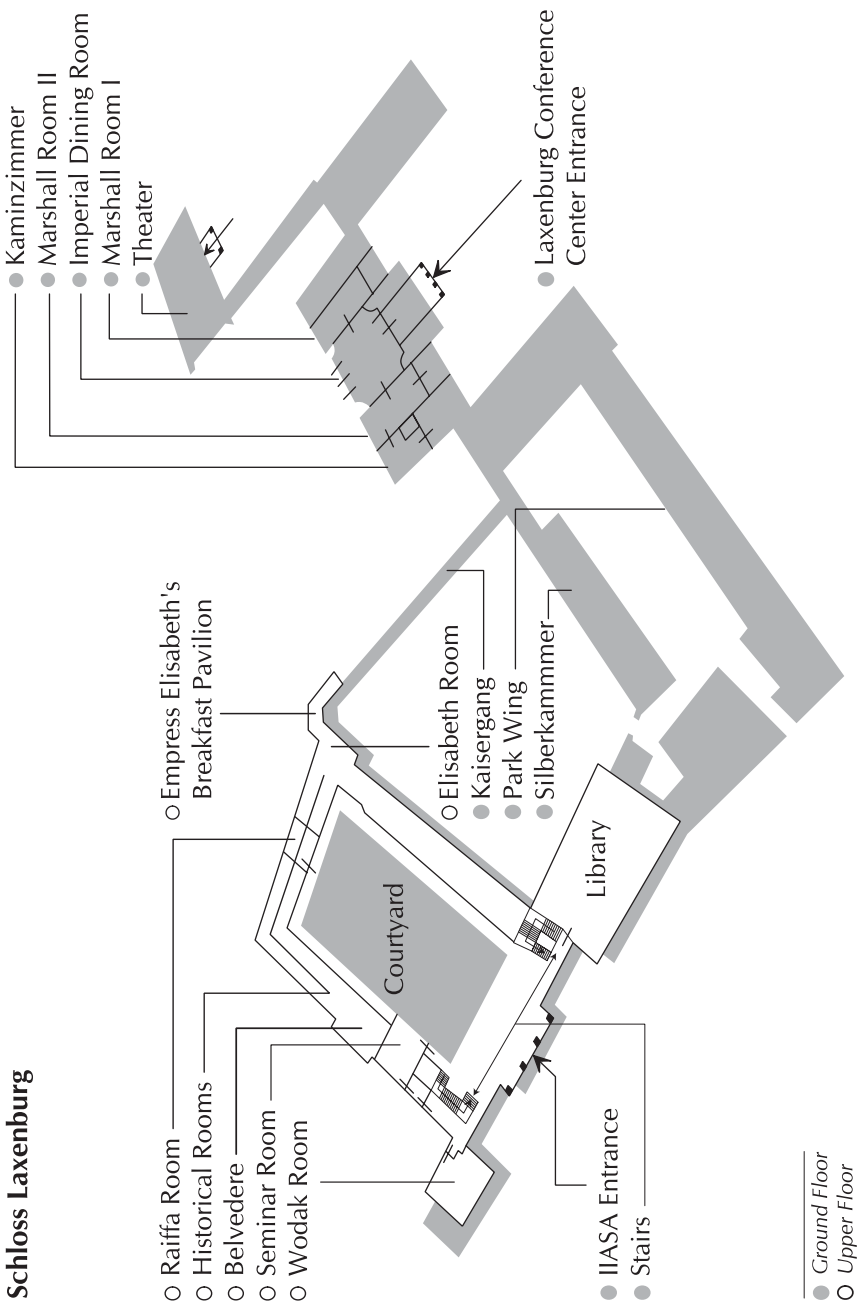 Schloss Laxenburg
Raiffa Room
Historical Rooms
Belvedere
Seminar Room
Wodak Room
Empress Elisabeth's
Breakfast Pavilion
Kaminzimmer
Marshall Room II
Imperial Dining Room
Marshall Room I
Theater
Courtyard
Elisabeth Room
Kaisergang
Park Wing
Silberkammmer
Laxenburg Conference
Center Entrance
Library
IIASA Entrance
Stairs
Ground Floor
Upper Floor